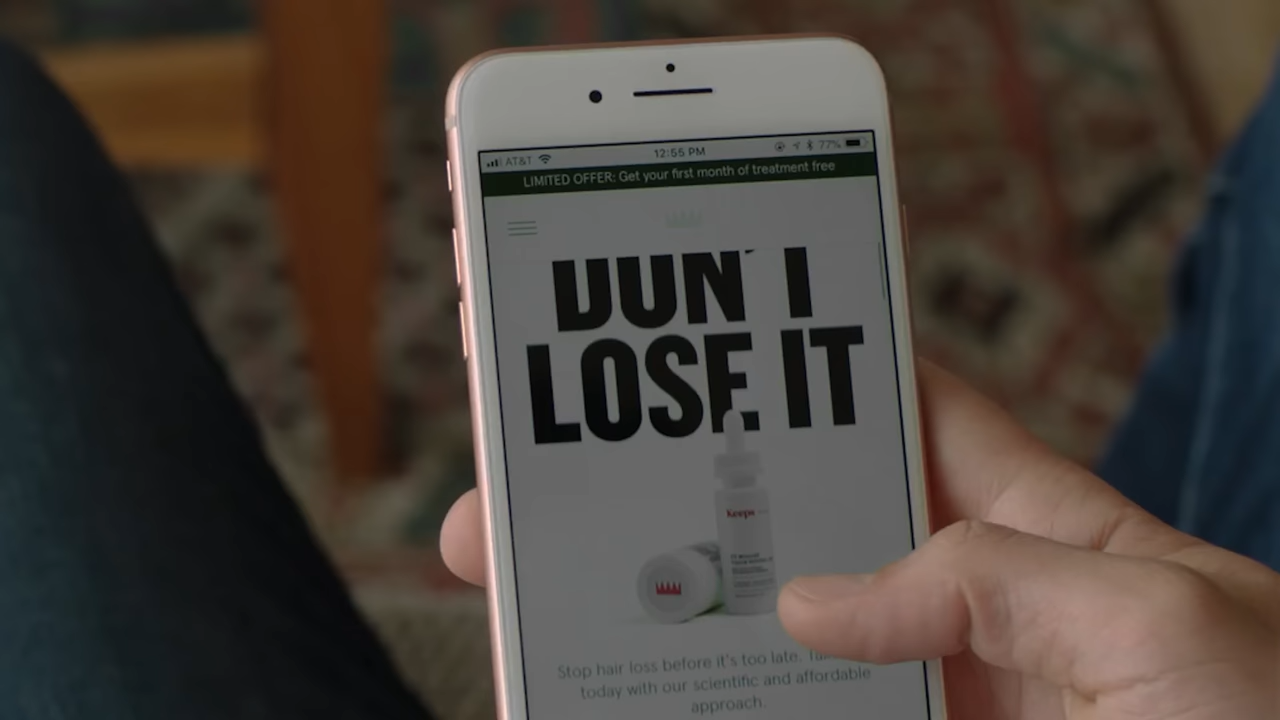 AT&T 12:55 PM 77%
LIMITED OFFER: Get your first month of treatment free
DON'T
LOSE IT
Keeps
Stop hair loss before it's too late.
today with our scientific and affordable
approach.